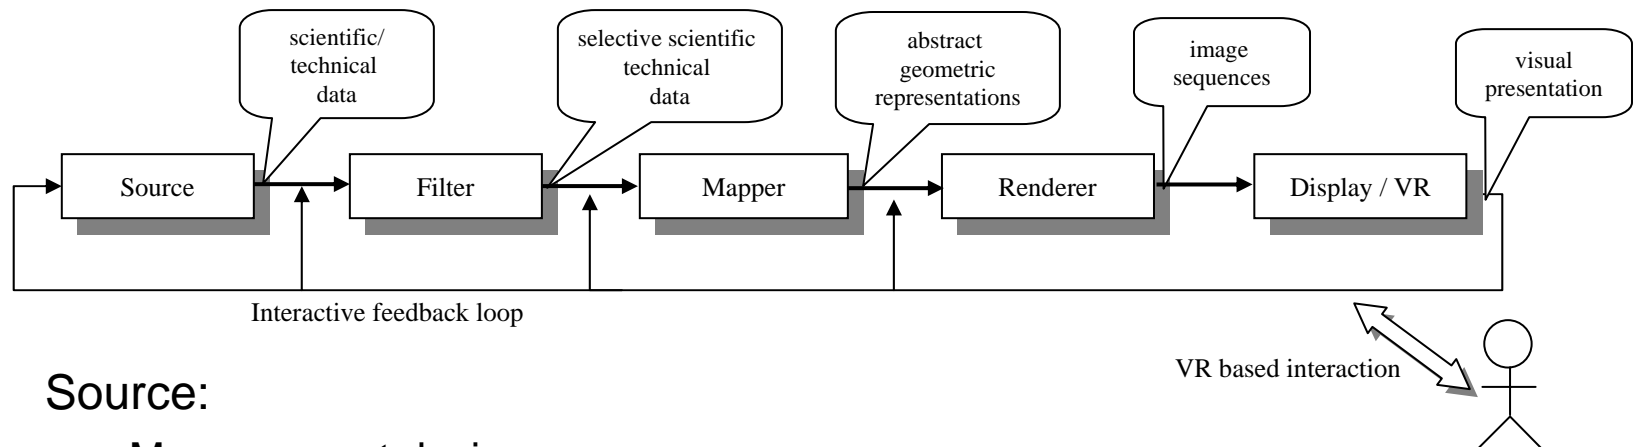 scientific/
technical
data
selective scientific
technical
data
abstract
geometric
representations
image
sequences
visual
presentation
Source
Filter
Mapper
Renderer
Display / VR
Interactive feedback loop
VR based interaction
Source: